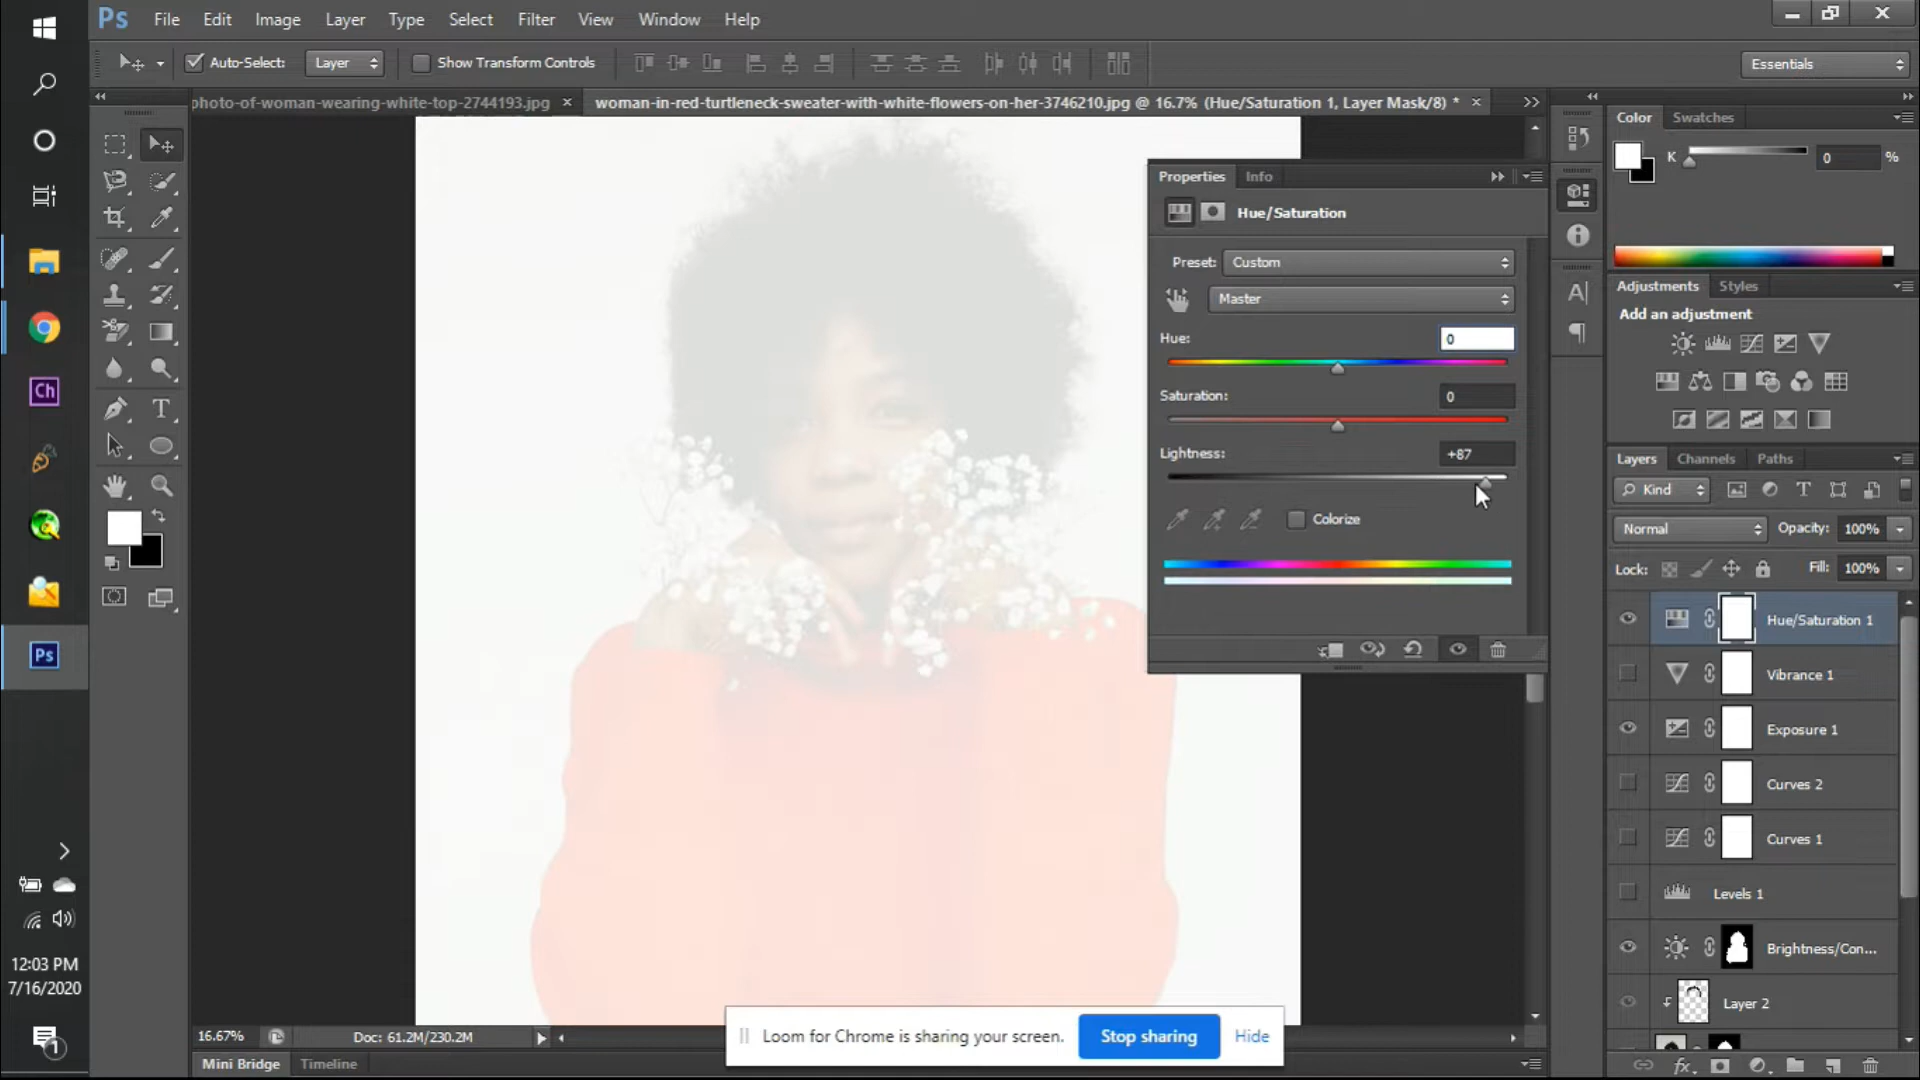 Ps File Edit Image Layer Type Select Filter View Window Help
Auto-Select: Layer Show Transform Controls Essentials
photo-of-woman-wearing-white-top-2744193.jpg × woman-in-red-turtleneck-sweater-with-white-flowers-on-her-3746210.jpg @ 16.7% (Hue/Saturation 1, Layer Mask/8) * ×
Properties Info
Hue/Saturation
Preset: Custom
Master
Hue: 0
Saturation: 0
Lightness: +87
Colorize
Color Swatches
K 0 %
Adjustments Styles
Add an adjustment
Layers Channels Paths
Kind
Normal Opacity: 100%
Lock: Fill: 100%
Hue/Saturation 1
Vibrance 1
Exposure 1
Curves 2
Curves 1
Levels 1
Brightness/Con...
Layer 2
Ch
Ps
12:03 PM
7/16/2020
1
16.67% Doc: 61.2M/230.2M
Mini Bridge Timeline
Loom for Chrome is sharing your screen. Stop sharing Hide